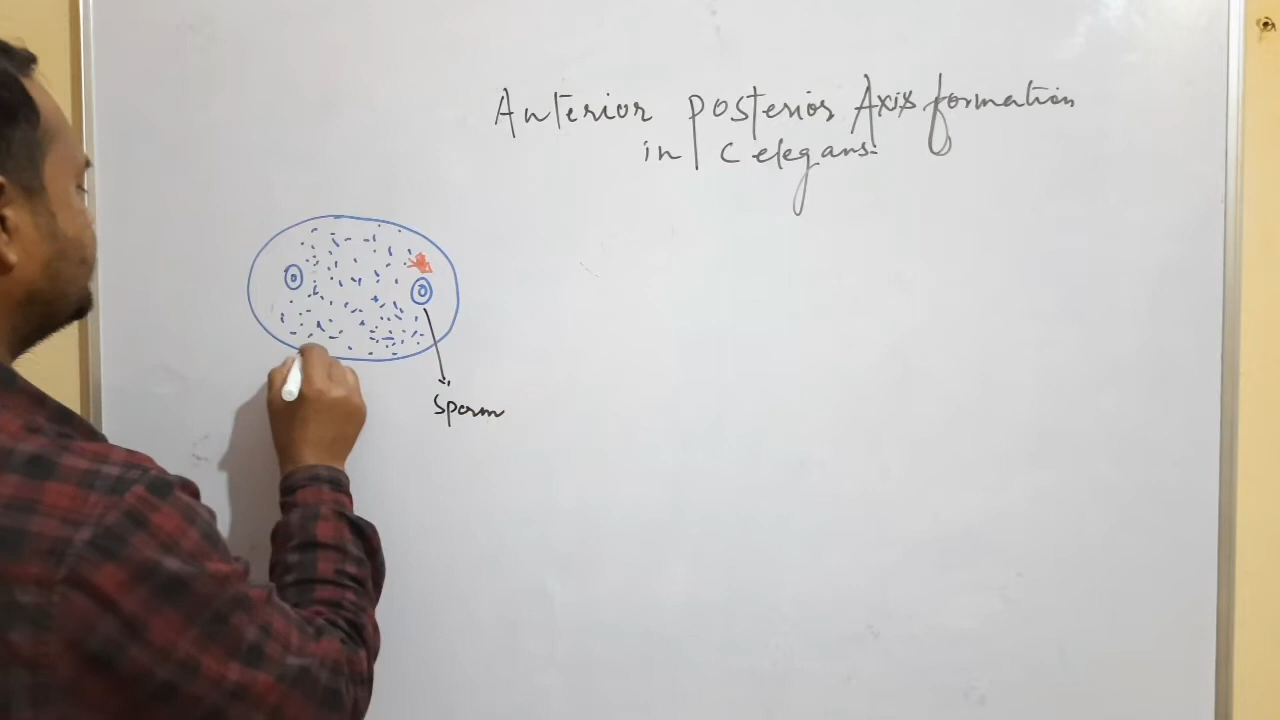 Anterior posterior Axis formation
in C elegans.
Sperm